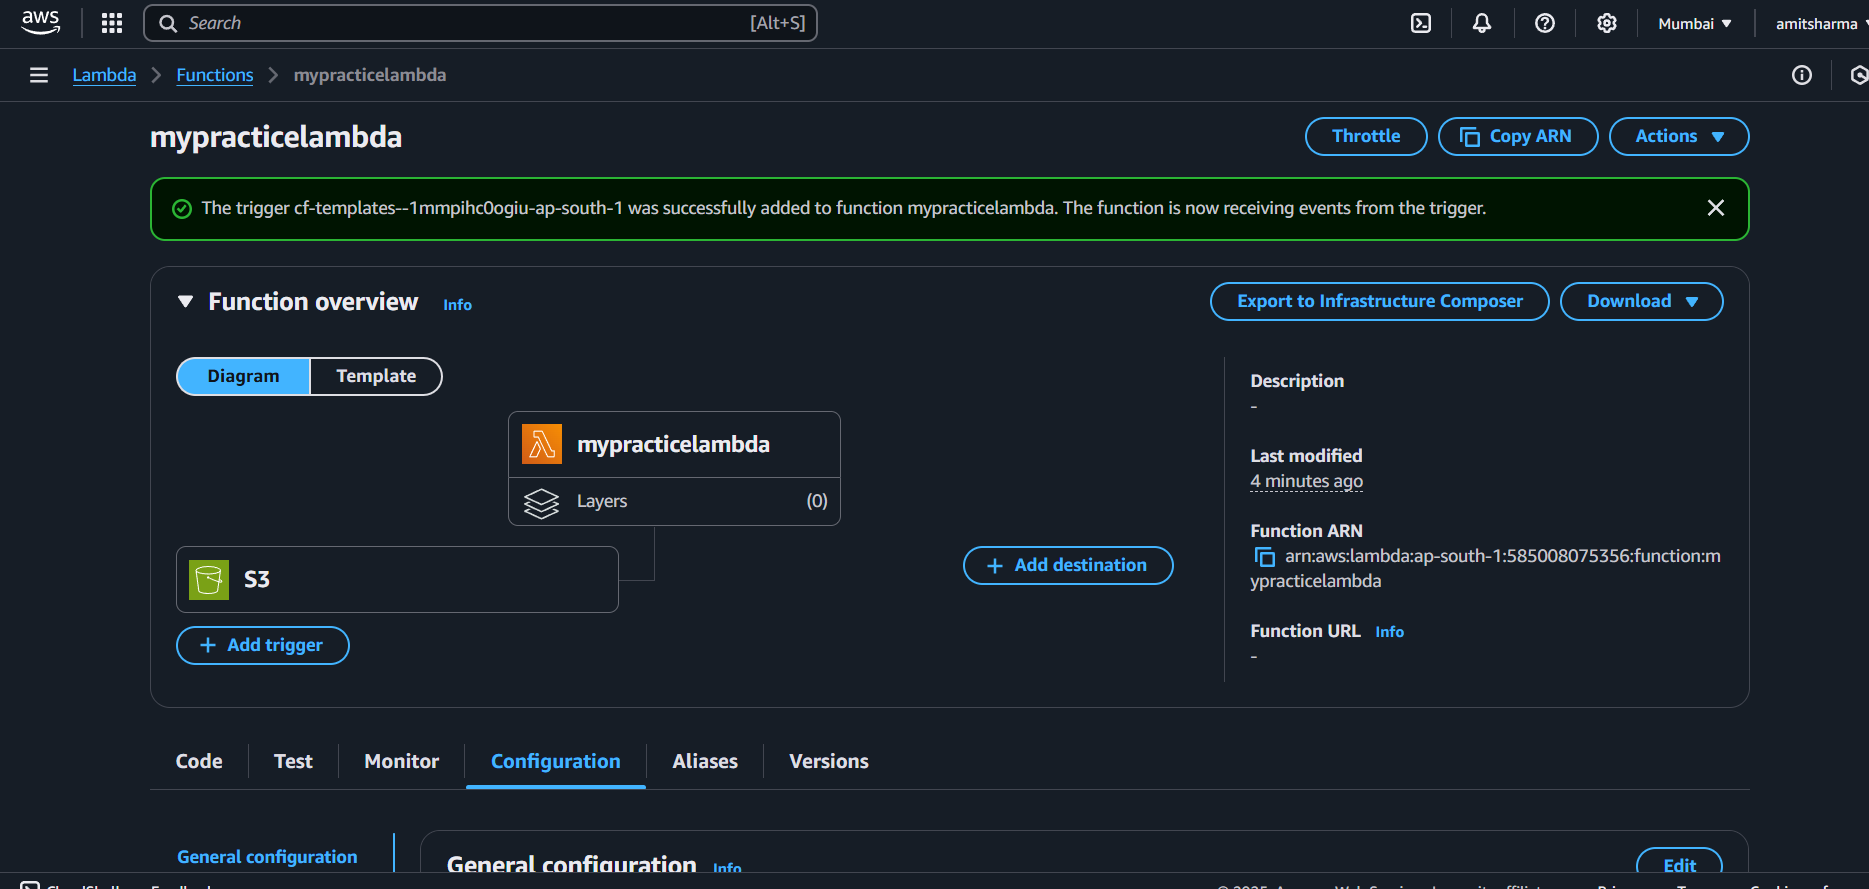 aws
Search [Alt+S]
Mumbai
amitsharma
Lambda
Functions
mypracticelambda
mypracticelambda
Throttle
Copy ARN
Actions
The trigger cf-templates--1mmpihc0ogiu-ap-south-1 was successfully added to function mypracticelambda. The function is now receiving events from the trigger.
Function overview Info
Export to Infrastructure Composer
Download
Diagram
Template
mypracticelambda
Layers (0)
S3
Add trigger
Add destination
Description
-
Last modified
4 minutes ago
Function ARN
arn:aws:lambda:ap-south-1:585008075356:function:m
ypracticelambda
Function URL Info
-
Code
Test
Monitor
Configuration
Aliases
Versions
General configuration
General configuration Info
Edit